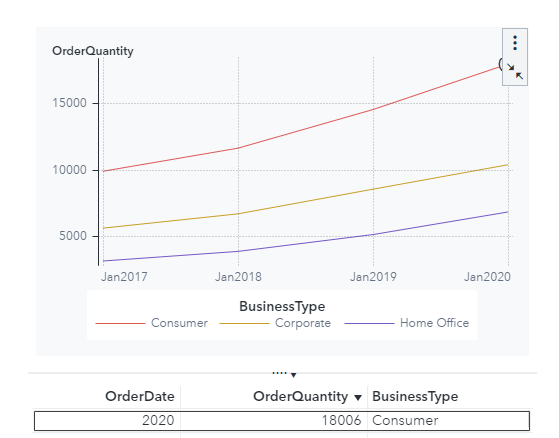 OrderQuantity
15000
10000
5000
Jan2017 Jan2018 Jan2019 Jan2020
BusinessType
Consumer Corporate Home Office
OrderDate OrderQuantity BusinessType
2020 18006 Consumer